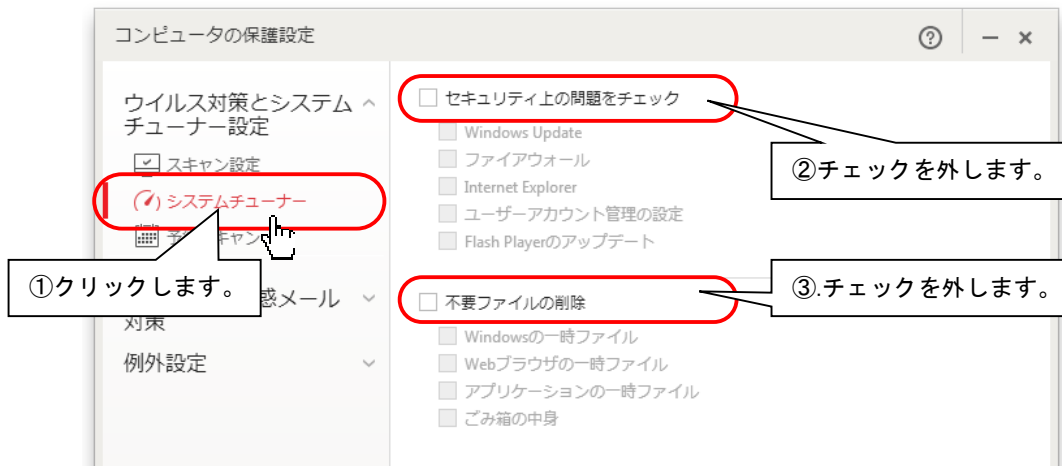 コンピュータの保護設定
ウイルス対策とシステム
チューナー設定
スキャン設定
システムチューナー
キャン
①クリックします。
惑メール
対策
例外設定
セキュリティ上の問題をチェック
Windows Update
ファイアウォール
Internet Explorer
ユーザーアカウント管理の設定
Flash Playerのアップデート
②チェックを外します。
不要ファイルの削除
Windowsの一時ファイル
Webブラウザの一時ファイル
アプリケーションの一時ファイル
ごみ箱の中身
③.チェックを外します。